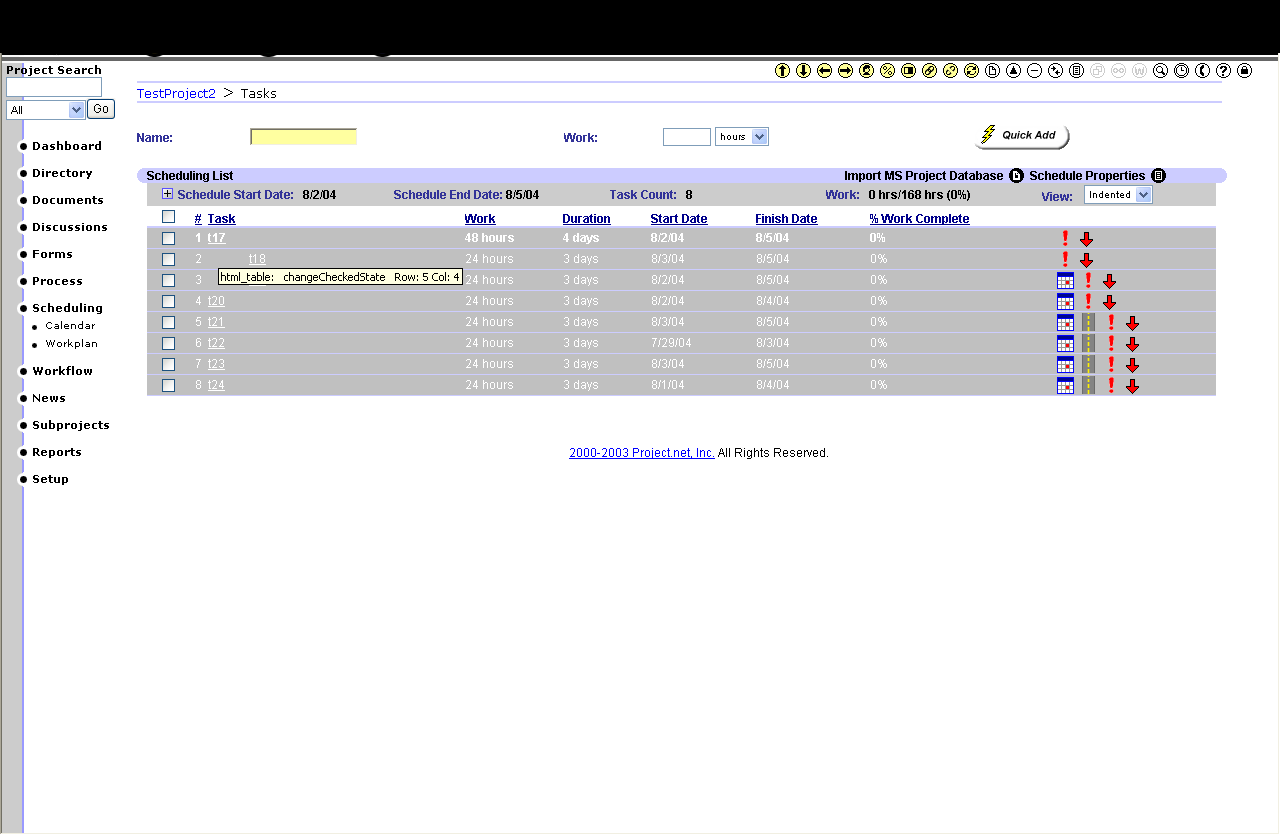 Project Search
All Go
TestProject2 > Tasks
Name: Work: hours Quick Add
Dashboard
Directory
Documents
Discussions
Forms
Process
Scheduling
Calendar
Workplan
Workflow
News
Subprojects
Reports
Setup
Scheduling List Import MS Project Database Schedule Properties
Schedule Start Date: 8/2/04 Schedule End Date: 8/5/04 Task Count: 8 Work: 0 hrs/168 hrs (0%) View: Indented
# Task Work Duration Start Date Finish Date % Work Complete
1 t17 48 hours 4 days 8/2/04 8/5/04 0%
2 t18 24 hours 3 days 8/3/04 8/5/04 0%
html_table: changeCheckedState Row: 5 Col: 4
3 24 hours 3 days 8/2/04 8/5/04 0%
4 t20 24 hours 3 days 8/2/04 8/4/04 0%
5 t21 24 hours 3 days 8/3/04 8/5/04 0%
6 t22 24 hours 3 days 7/29/04 8/3/04 0%
7 t23 24 hours 3 days 8/3/04 8/5/04 0%
8 t24 24 hours 3 days 8/1/04 8/4/04 0%
2000-2003 Project.net, Inc. All Rights Reserved.